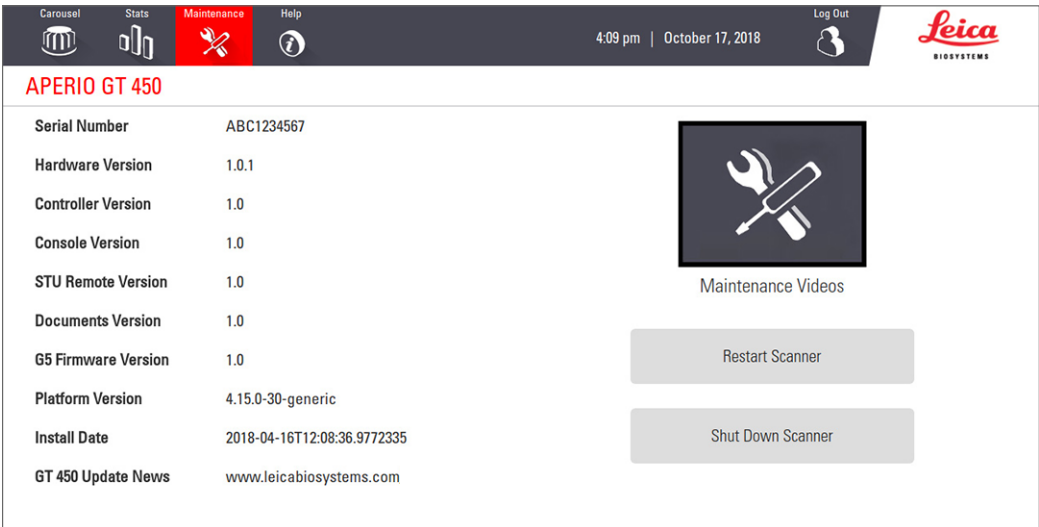 Carousel Stats Maintenance Help Log Out
4:09 pm | October 17, 2018
Leica
BIOSYSTEMS
APERIO GT 450
Serial Number ABC1234567
Hardware Version 1.0.1
Controller Version 1.0
Console Version 1.0
STU Remote Version 1.0
Documents Version 1.0
G5 Firmware Version 1.0
Platform Version 4.15.0-30-generic
Install Date 2018-04-16T12:08:36.9772335
GT 450 Update News www.leicabiosystems.com
Maintenance Videos
Restart Scanner
Shut Down Scanner